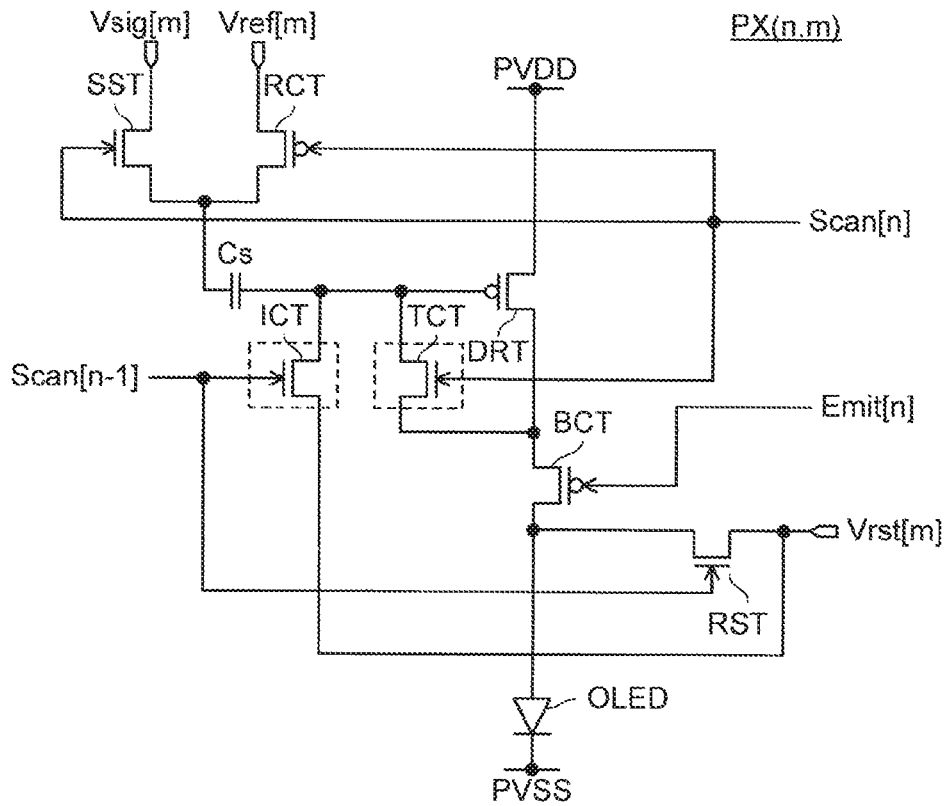 Vsig[m]
Vref[m]
PX(n.m)
SST
RCT
PVDD
Scan[n]
Cs
ICT
TCT
DRT
Scan[n-1]
Emit[n]
BCT
Vrst[m]
RST
OLED
PVSS